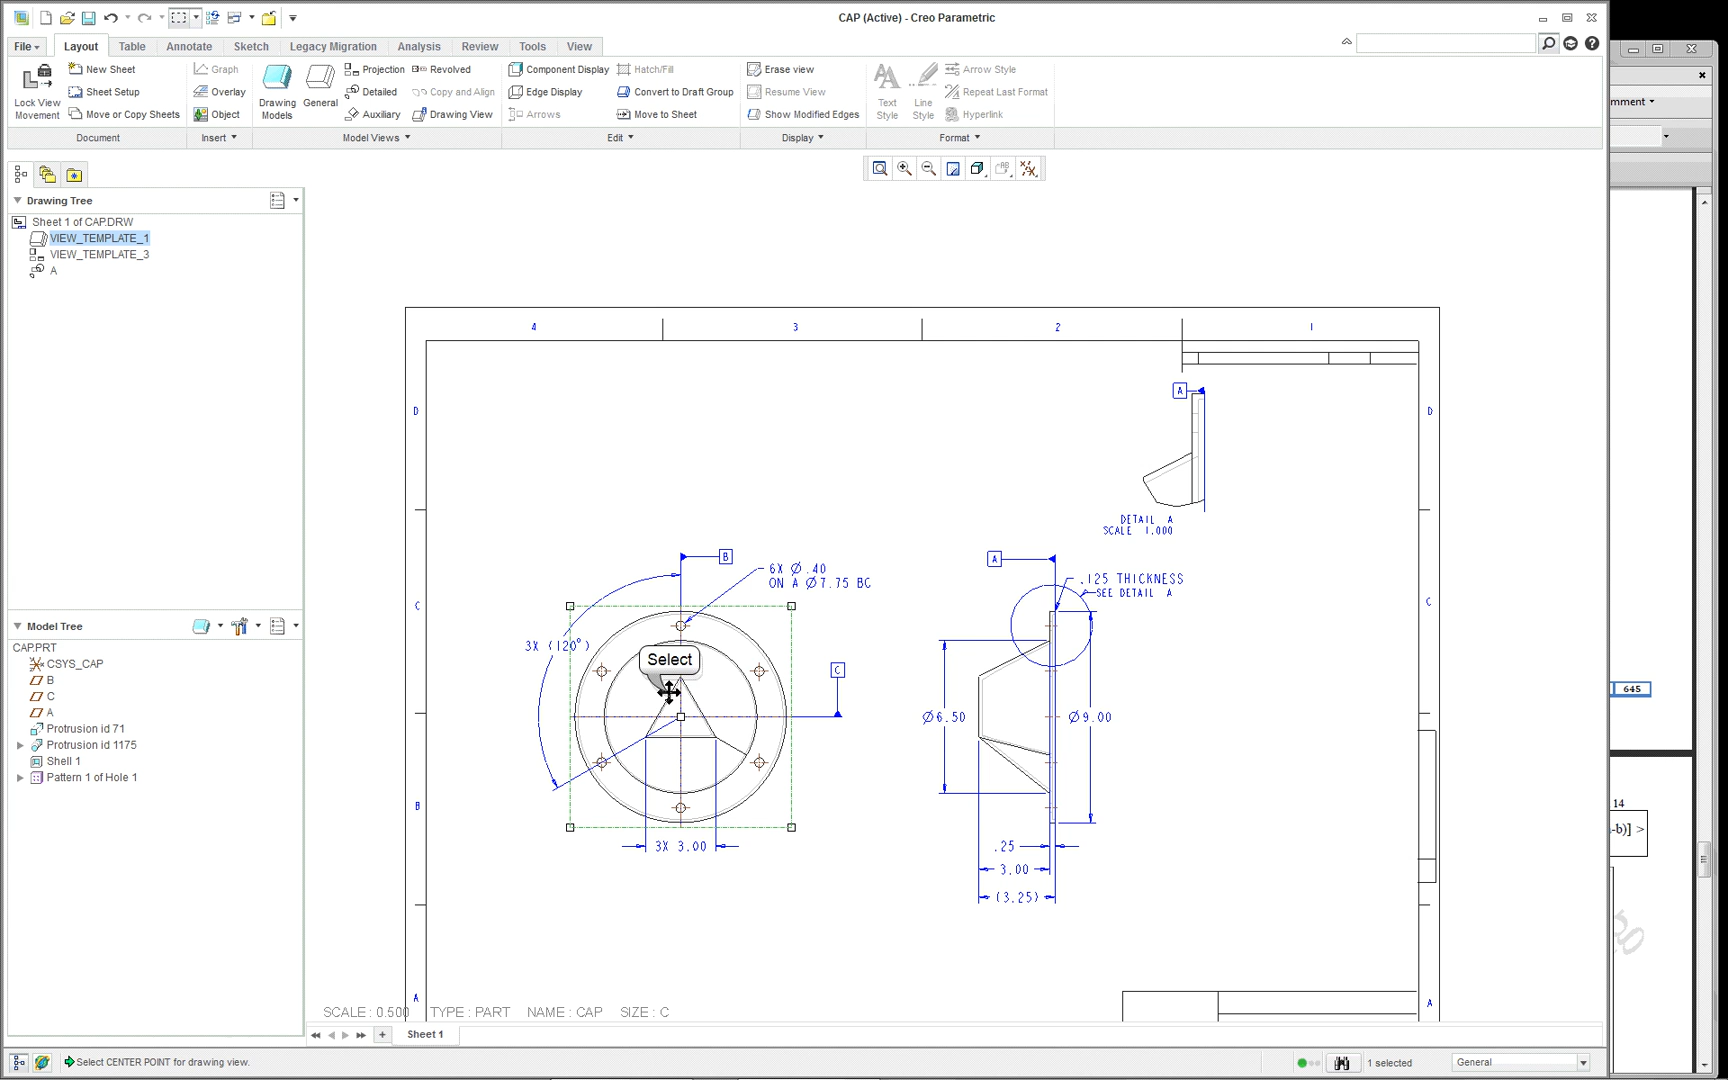 CAP (Active) - Creo Parametric
File
Layout
Table
Annotate
Sketch
Legacy Migration
Analysis
Review
Tools
View
Lock View Movement
New Sheet
Sheet Setup
Move or Copy Sheets
Document
Graph
Overlay
Object
Insert
Drawing Models
General
Projection
Detailed
Auxiliary
Revolved
Copy and Align
Drawing View
Model Views
Component Display
Edge Display
Arrows
Hatch/Fill
Convert to Draft Group
Move to Sheet
Edit
Erase view
Resume View
Show Modified Edges
Display
Text Style
Line Style
Arrow Style
Repeat Last Format
Hyperlink
Format
mment
Drawing Tree
Sheet 1 of CAP.DRW
VIEW_TEMPLATE_1
VIEW_TEMPLATE_3
A
Model Tree
CAP.PRT
CSYS_CAP
B
C
A
Protrusion id 71
Protrusion id 1175
Shell 1
Pattern 1 of Hole 1
4
3
2
1
D
D
A
DETAIL A
SCALE 1.000
B
6X Ø.40
ON A Ø7.75 BC
A
.125 THICKNESS
SEE DETAIL A
C
C
3X (120°)
Select
C
Ø6.50
Ø9.00
B
3X 3.00
.25
3.00
(3.25)
A
A
645
14
-b)] >
SCALE : 0.500 TYPE : PART NAME : CAP SIZE : C
Sheet 1
Select CENTER POINT for drawing view.
1 selected
General